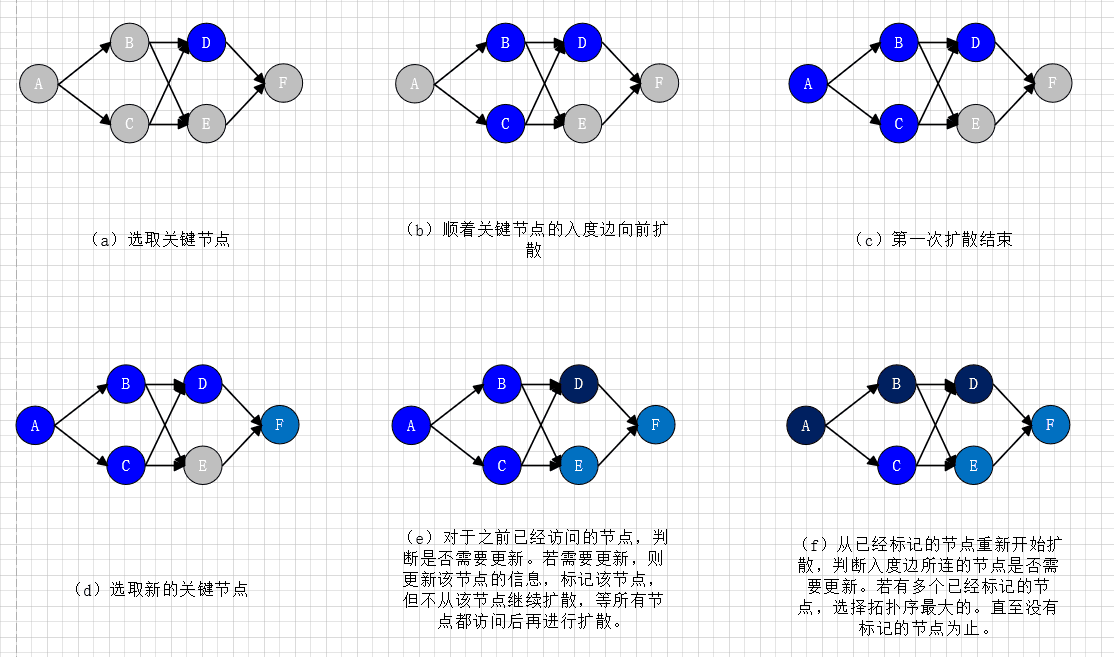 B
D
A
F
C
E
B
D
A
F
C
E
B
D
A
F
C
E
（a）选取关键节点
（b）顺着关键节点的入度边向前扩
散
（c）第一次扩散结束
B
D
A
F
C
E
B
D
A
F
C
E
B
D
A
F
C
E
（d）选取新的关键节点
（e）对于之前已经访问的节点，判
断是否需要更新。若需要更新，则
更新该节点的信息，标记该节点，
但不从该节点继续扩散，等所有节
点都访问后再进行扩散。
（f）从已经标记的节点重新开始扩
散，判断入度边所连的节点是否需
要更新。若有多个已经标记的节
点，选择拓扑序最大的。直至没有
标记的节点为止。